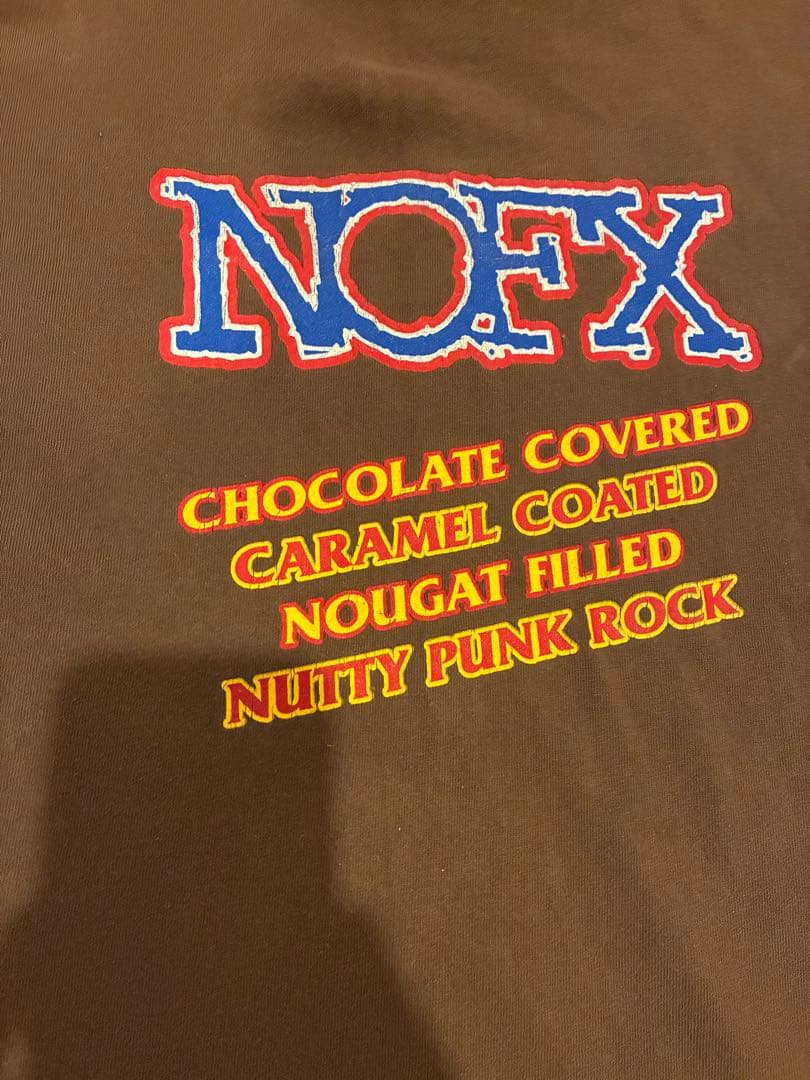 NOFX
CHOCOLATE COVERED
CARAMEL COATED
NOUGAT FILLED
NUTTY PUNK ROCK